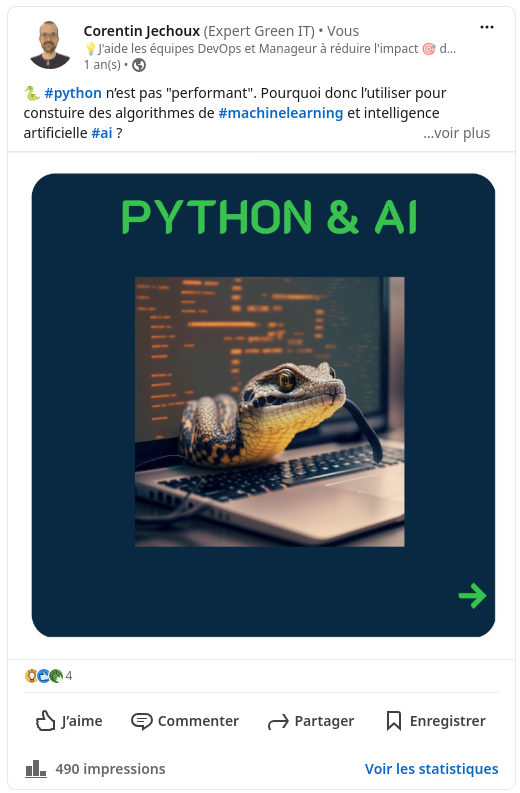 Corentin Jechoux (Expert Green IT) • Vous
💡J'aide les équipes DevOps et Manageur à réduire l'impact 🎯 d...
1 an(s) •
🐍 #python n’est pas "performant". Pourquoi donc l’utiliser pour
constuire des algorithmes de #machinelearning et intelligence
artificielle #ai ?
...voir plus
PYTHON & AI
4
J’aime
Commenter
Partager
Enregistrer
490 impressions
Voir les statistiques